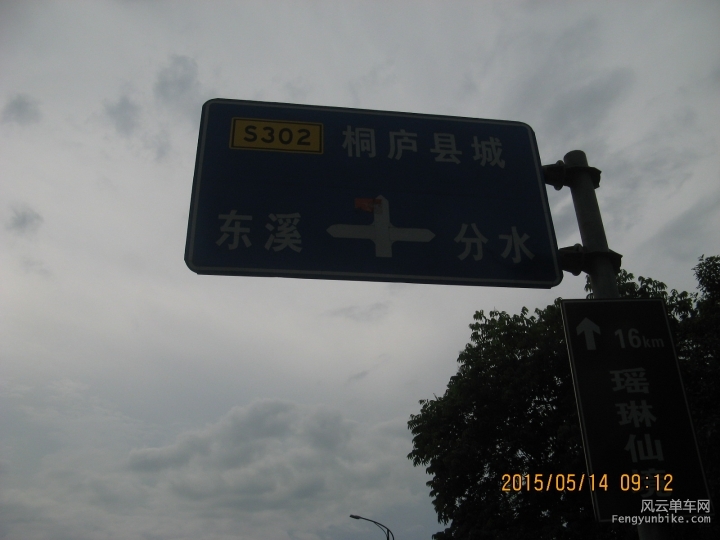 S302 桐庐县城
东溪 分水
16km
瑶琳仙境
2015/05/14 09:12
风云单车网
Fengyunbike.com